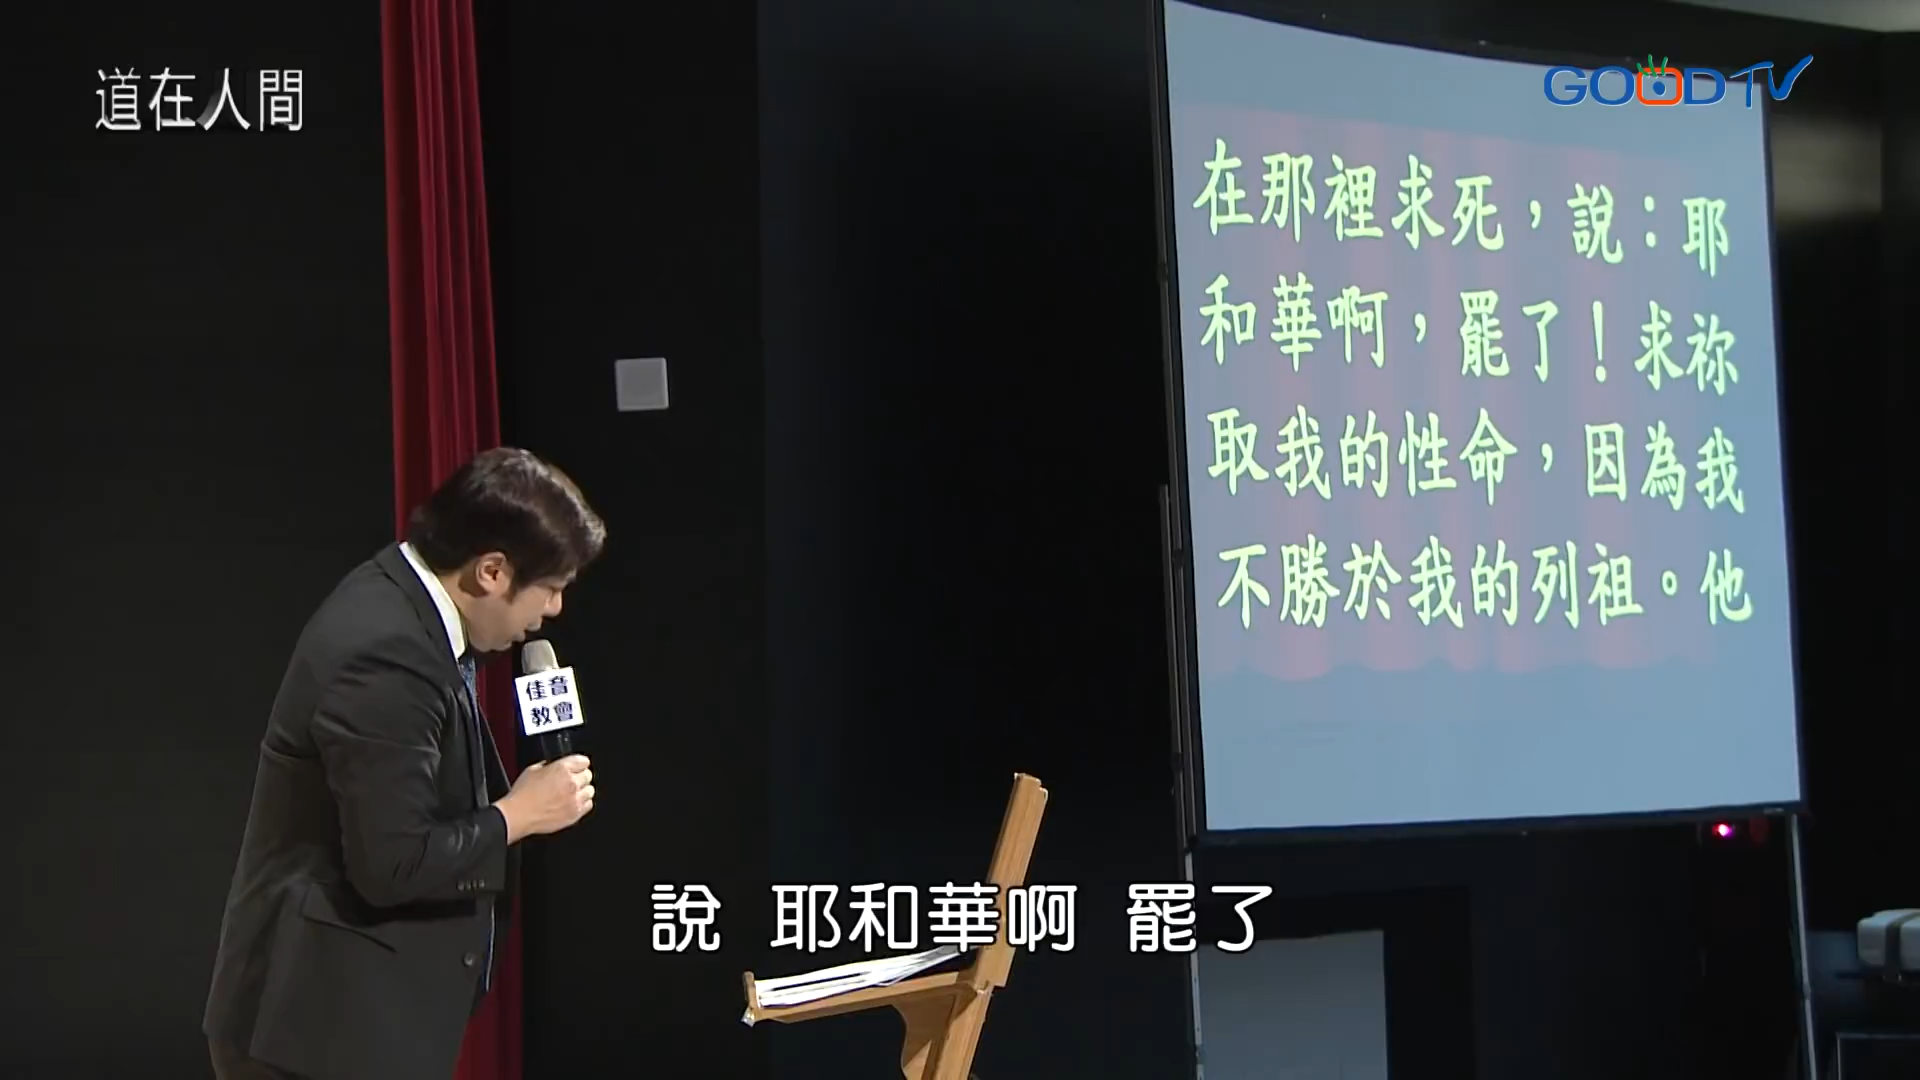 道在人間
GOODTV
在那裡求死，說：耶
和華啊，罷了！求祢
取我的性命，因為我
不勝於我的列祖。他
佳音
教會
說 耶和華啊 罷了